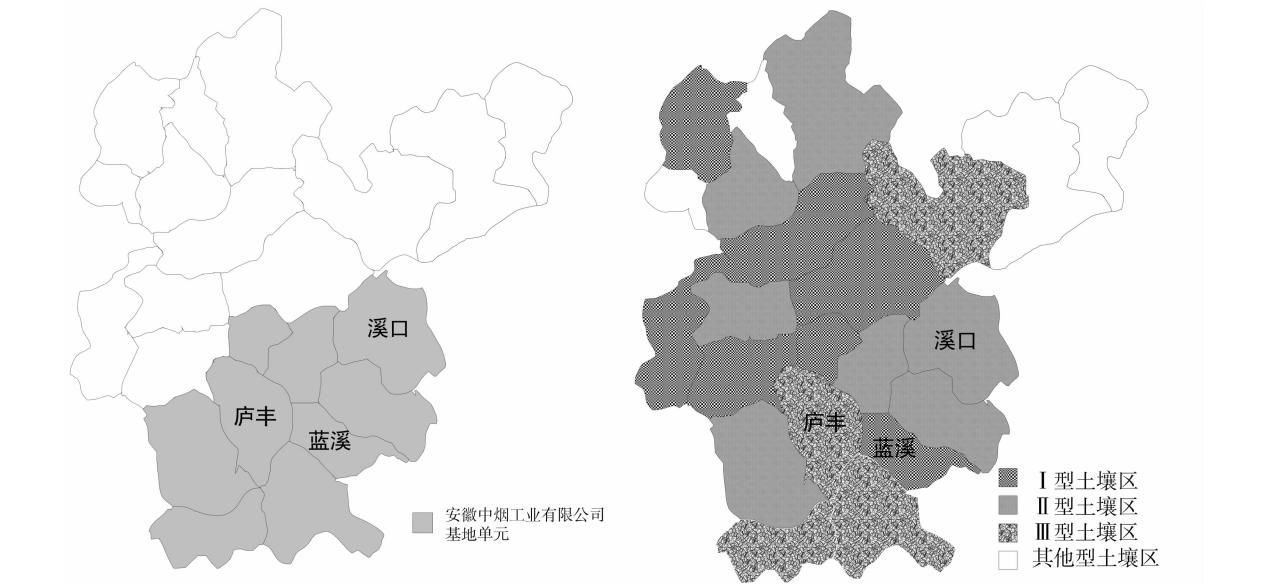 溪口
庐丰
蓝溪
安徽中烟工业有限公司
基地单元
溪口
庐丰
蓝溪
Ⅰ型土壤区
Ⅱ型土壤区
Ⅲ型土壤区
其他型土壤区